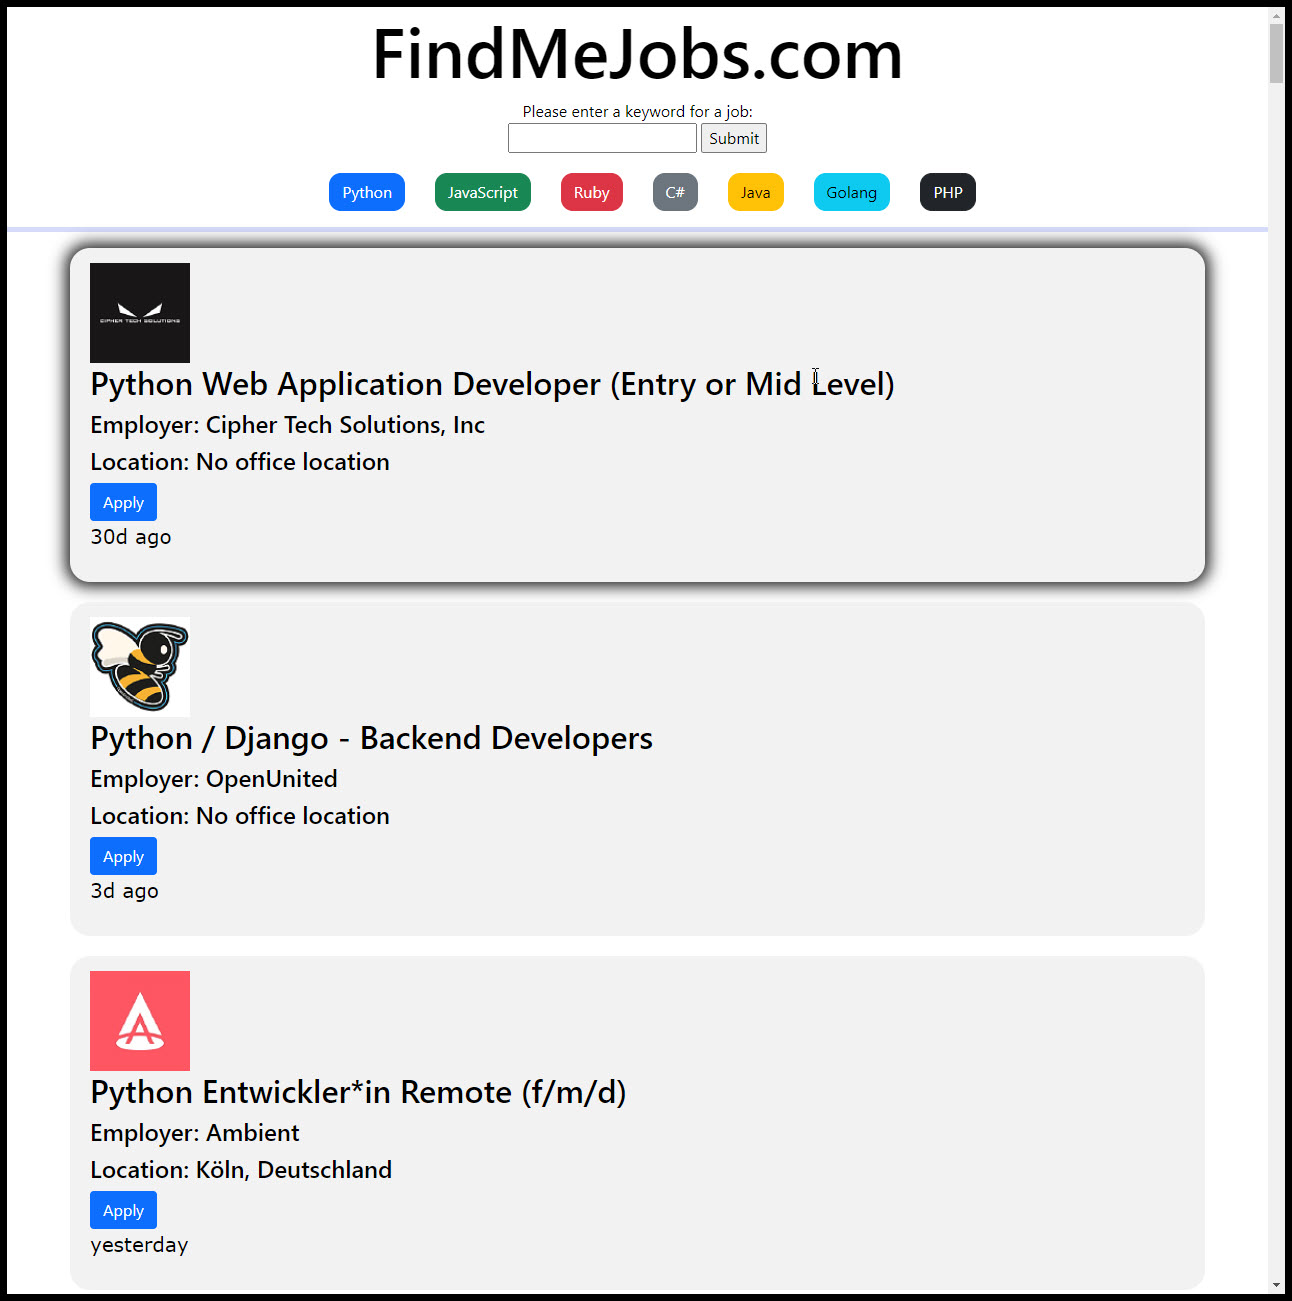 FindMeJobs.com
Please enter a keyword for a job:
Submit
Python JavaScript Ruby C# Java Golang PHP
CIPHER TECH SOLUTIONS
Python Web Application Developer (Entry or Mid Level)
Employer: Cipher Tech Solutions, Inc
Location: No office location
Apply
30d ago
Python / Django - Backend Developers
Employer: OpenUnited
Location: No office location
Apply
3d ago
Python Entwickler*in Remote (f/m/d)
Employer: Ambient
Location: Köln, Deutschland
Apply
yesterday